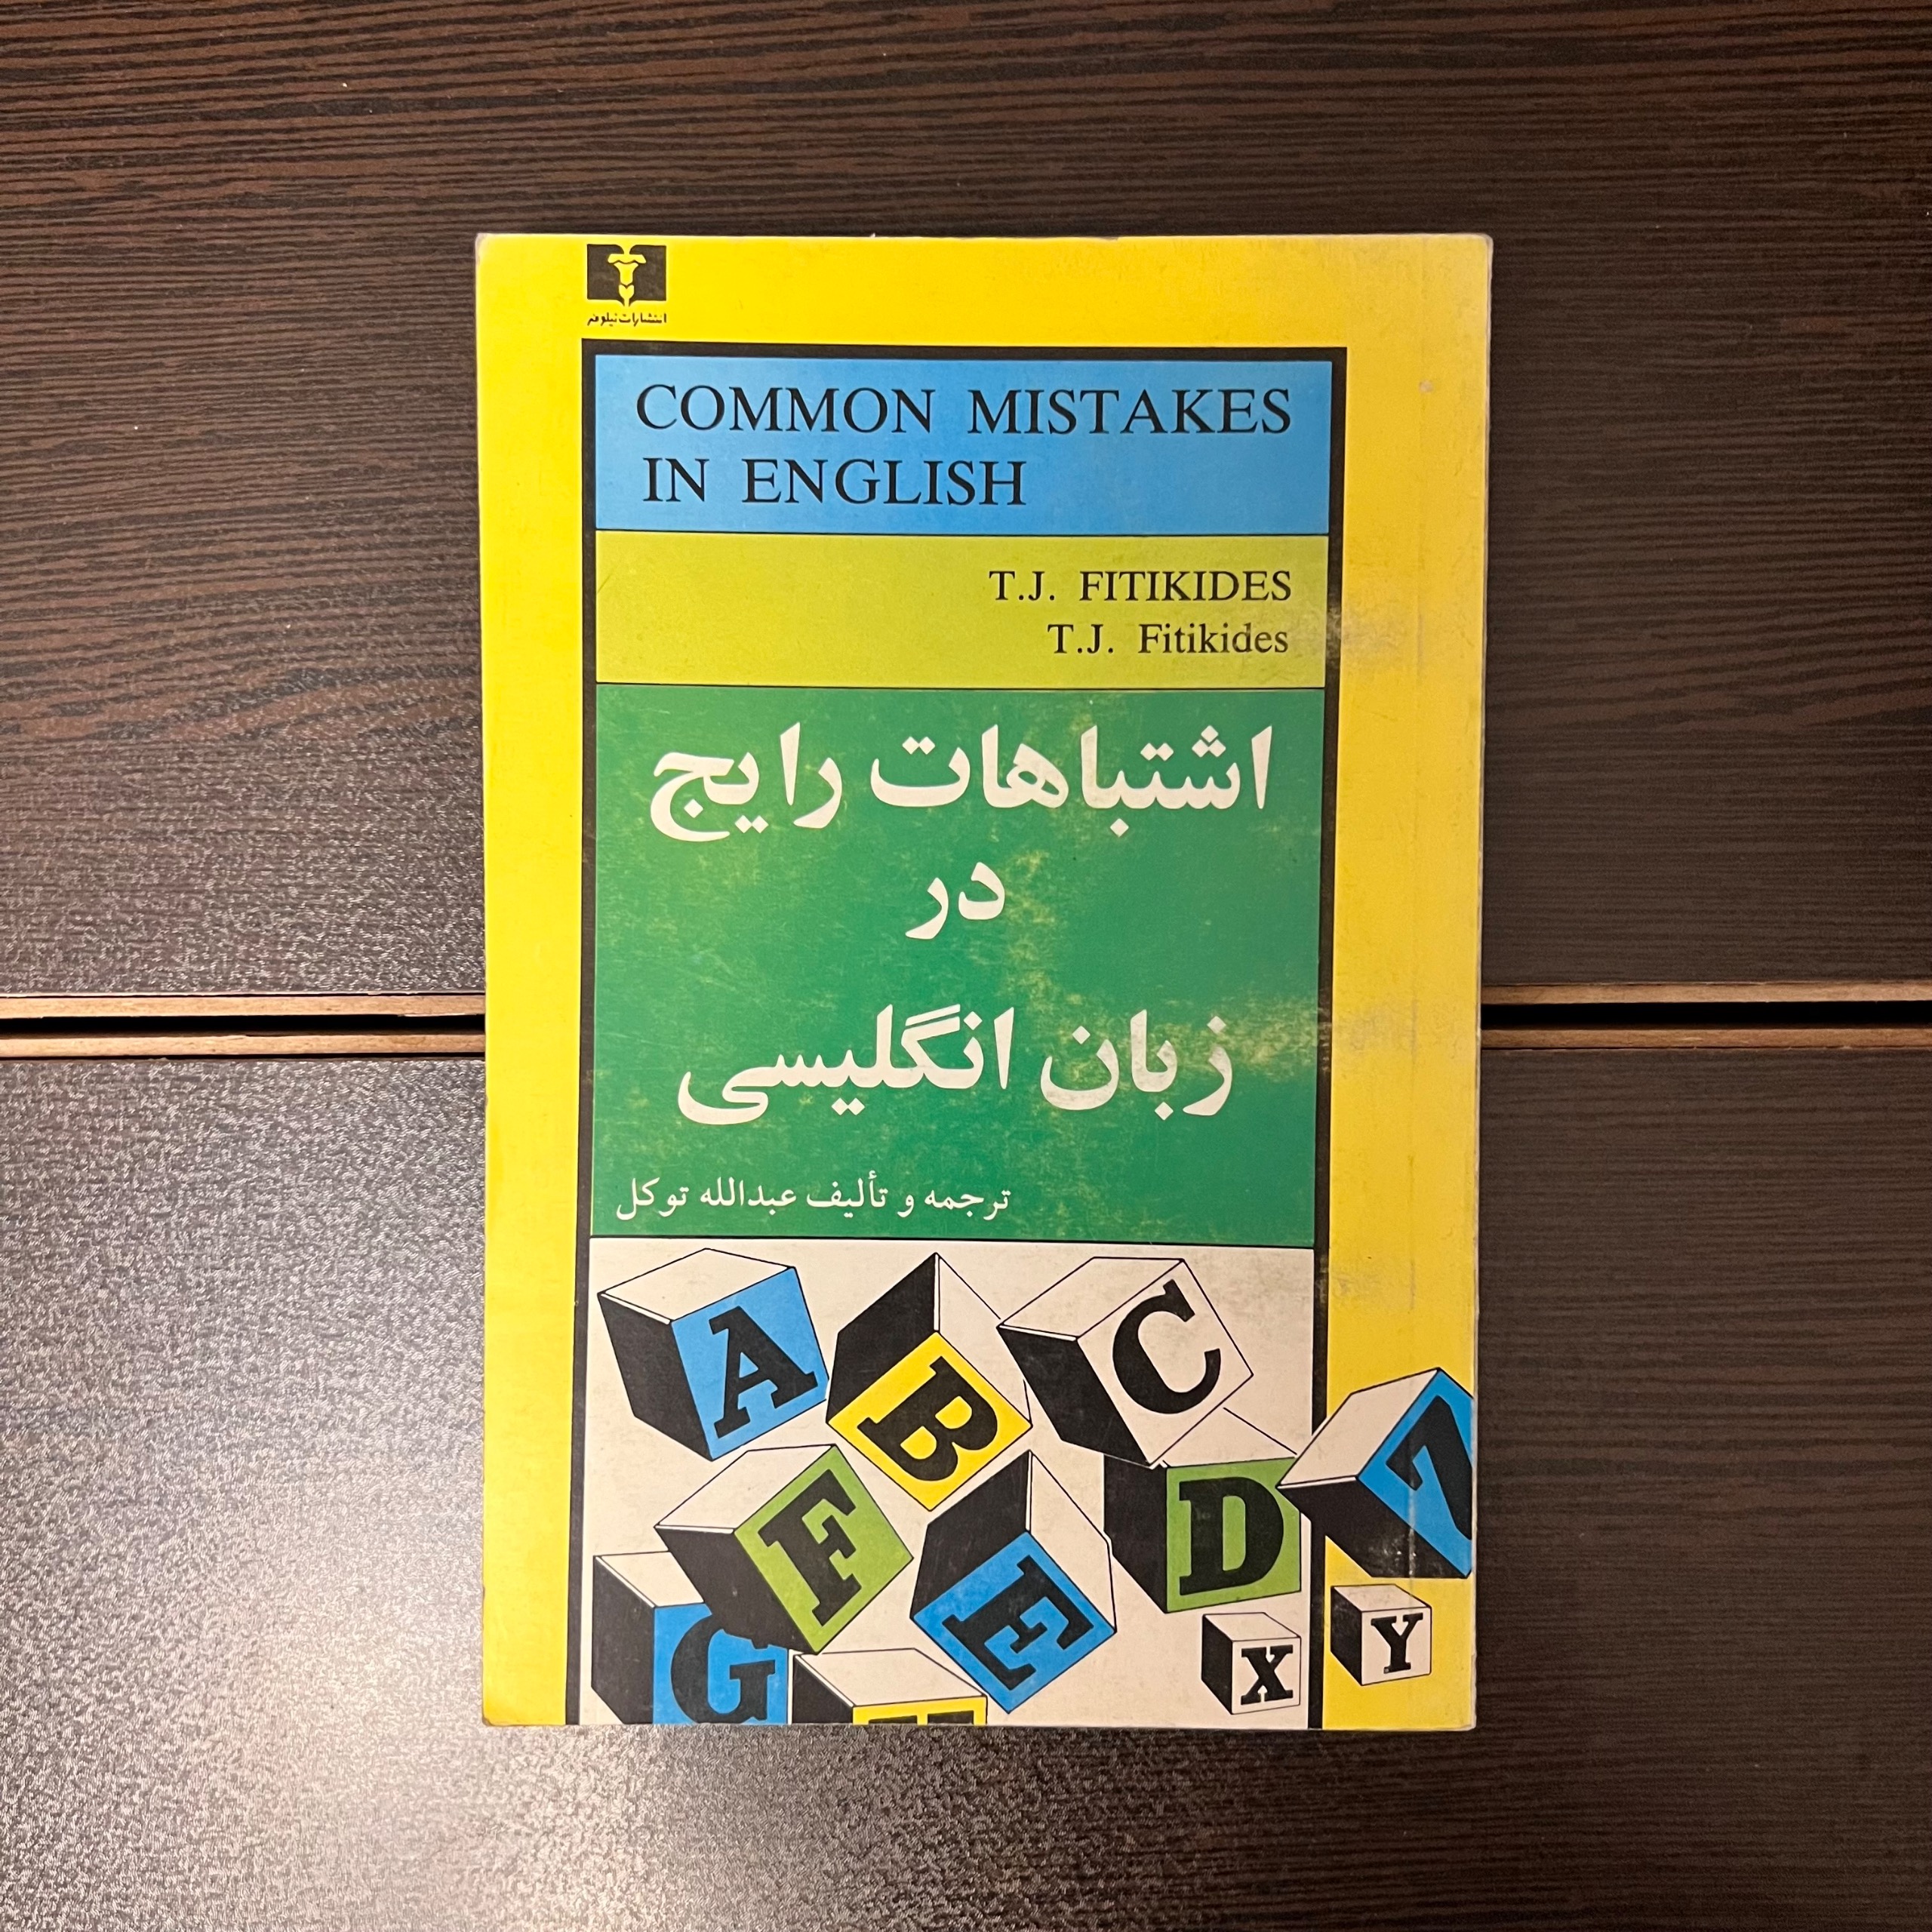 انتشارات نیلوفر
COMMON MISTAKES
IN ENGLISH
T.J. FITIKIDES
T.J. Fitikides
اشتباهات رایج
در
زبان انگلیسی
ترجمه و تألیف عبدالله توکل
A
B
C
F
E
D
G
X
Y